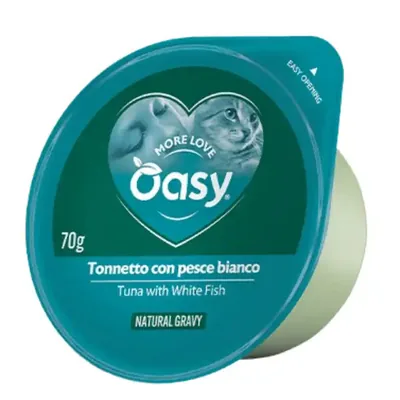 EASY OPENING
MORE LOVE
Oasy®
70g
Tonnetto con pesce bianco
Tuna with White Fish
NATURAL GRAVY